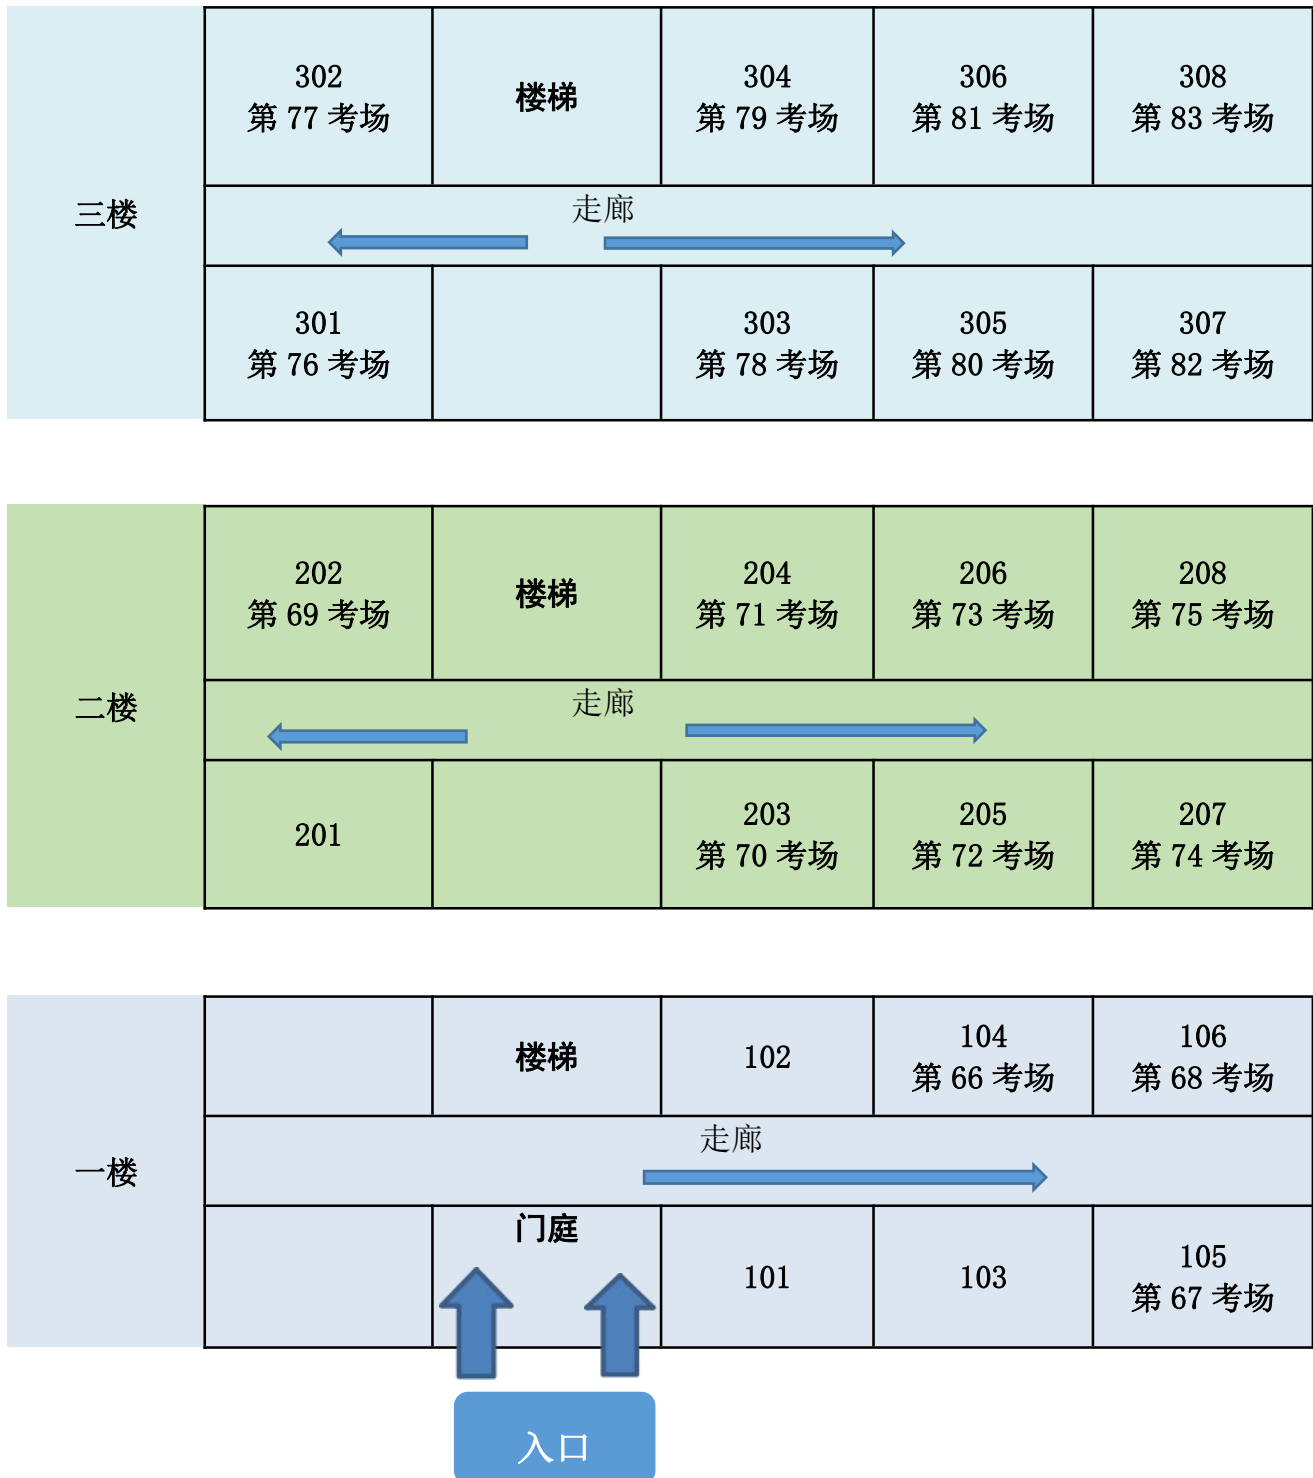 302
第 77 考场
楼梯
304
第 79 考场
306
第 81 考场
308
第 83 考场
三楼
走廊
301
第 76 考场
303
第 78 考场
305
第 80 考场
307
第 82 考场
202
第 69 考场
楼梯
204
第 71 考场
206
第 73 考场
208
第 75 考场
二楼
走廊
201
203
第 70 考场
205
第 72 考场
207
第 74 考场
楼梯
102
104
第 66 考场
106
第 68 考场
一楼
走廊
门庭
101
103
105
第 67 考场
入口